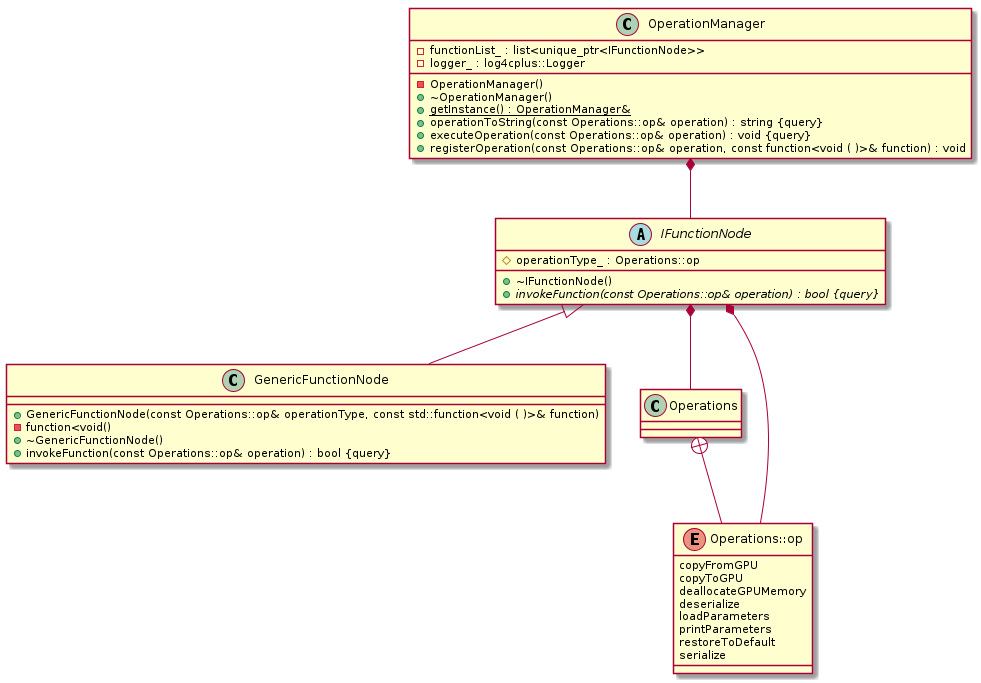 C OperationManager
functionList_ : list<unique_ptr<IFunctionNode>>
logger_ : log4cplus::Logger
OperationManager()
~OperationManager()
getInstance() : OperationManager&
operationToString(const Operations::op& operation) : string {query}
executeOperation(const Operations::op& operation) : void {query}
registerOperation(const Operations::op& operation, const function<void ( )>& function) : void
A IFunctionNode
operationType_ : Operations::op
~IFunctionNode()
invokeFunction(const Operations::op& operation) : bool {query}
C GenericFunctionNode
GenericFunctionNode(const Operations::op& operationType, const std::function<void ( )>& function)
function<void()
~GenericFunctionNode()
invokeFunction(const Operations::op& operation) : bool {query}
C Operations
E Operations::op
copyFromGPU
copyToGPU
deallocateGPUMemory
deserialize
loadParameters
printParameters
restoreToDefault
serialize